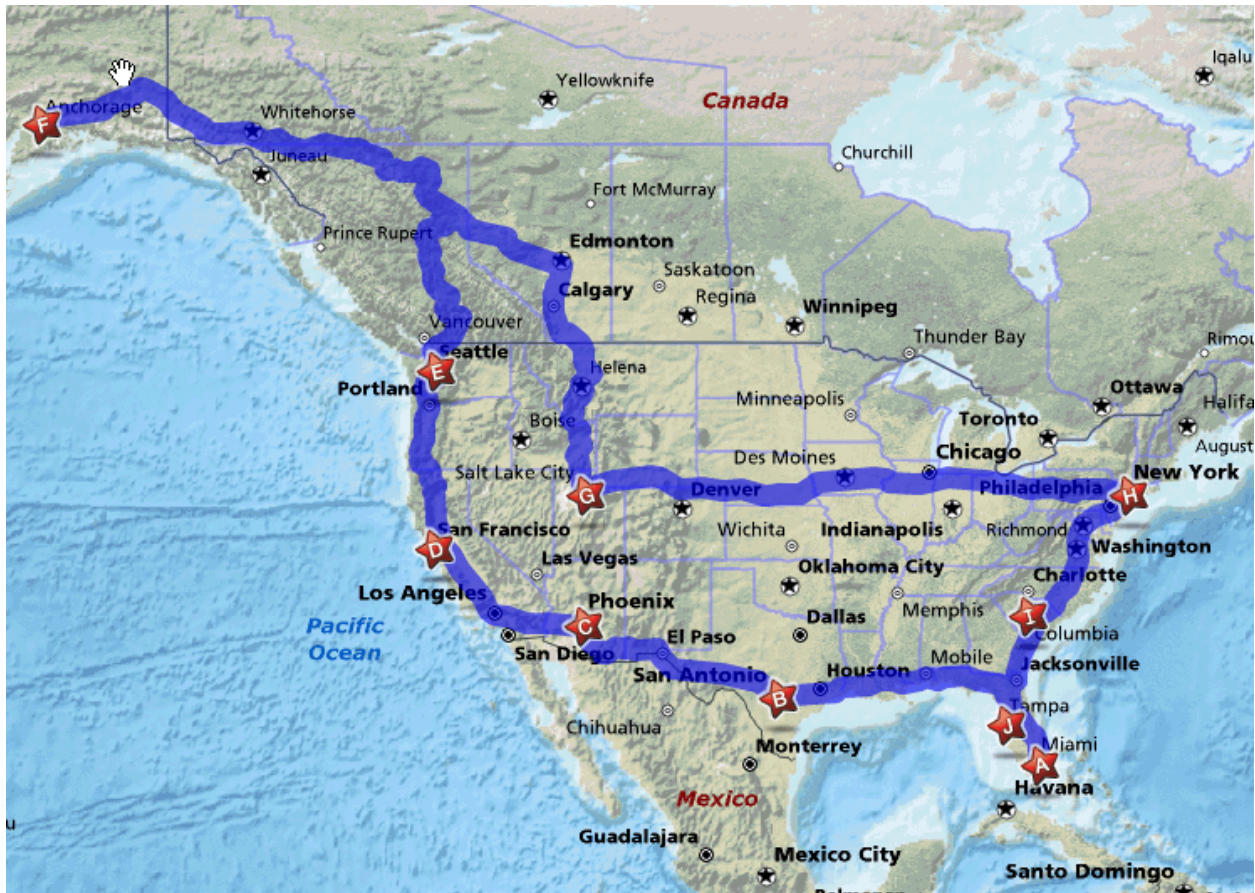 Iqalu
Yellowknife
Canada
Anchorage
F
Whitehorse
Juneau
Churchill
Fort McMurray
Prince Rupert
Edmonton
Saskatoon
Calgary
Regina
Winnipeg
Vancouver
Thunder Bay
Rimou
Seattle
E
Helena
Portland
Ottawa
Minneapolis
Halifa
Boise
Toronto
August
Chicago
Des Moines
Salt Lake City
New York
G
Denver
Philadelphia
H
San Francisco
Wichita
Indianapolis
Richmond
D
Washington
Las Vegas
Oklahoma City
Charlotte
Los Angeles
Phoenix
Memphis
C
Dallas
I
Pacific
Ocean
El Paso
Columbia
San Diego
Mobile
Jacksonville
San Antonio
Houston
B
Tampa
Chihuahua
J
Miami
Monterrey
A
Havana
Mexico
u
Guadalajara
Mexico City
Santo Domingo